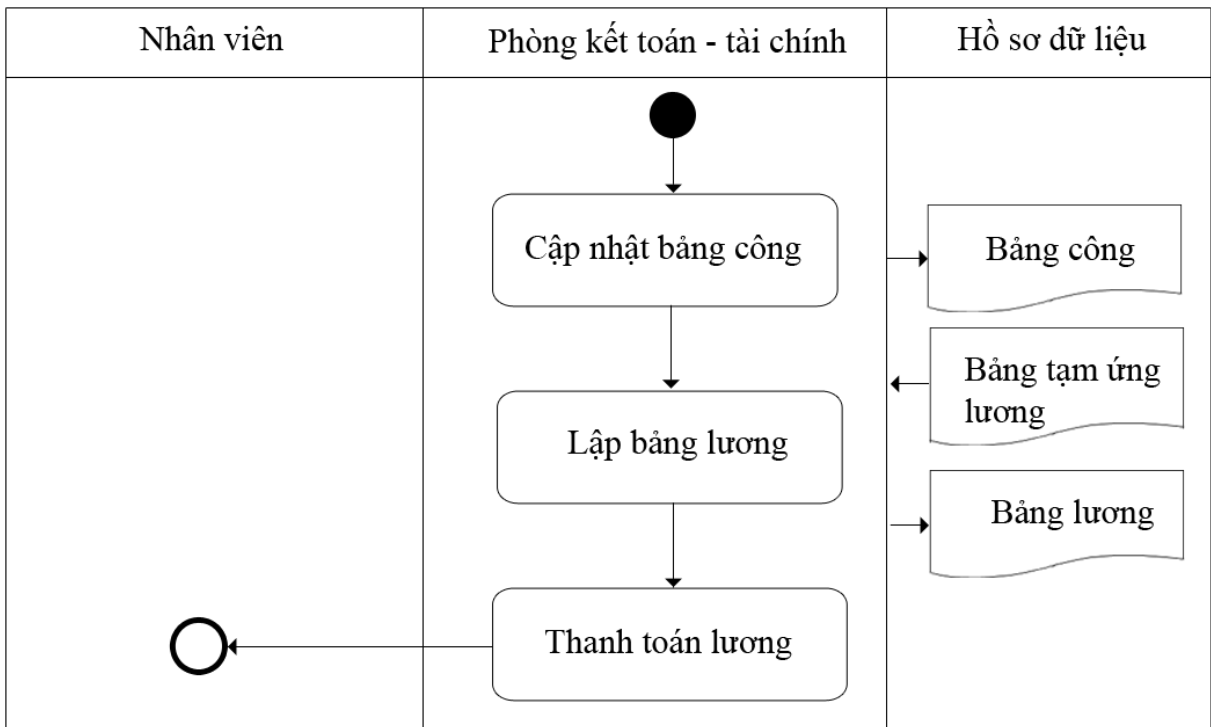 Nhân viên
Phòng kết toán - tài chính
Hồ sơ dữ liệu
Cập nhật bảng công
Bảng công
Bảng tạm ứng
lương
Lập bảng lương
Bảng lương
Thanh toán lương